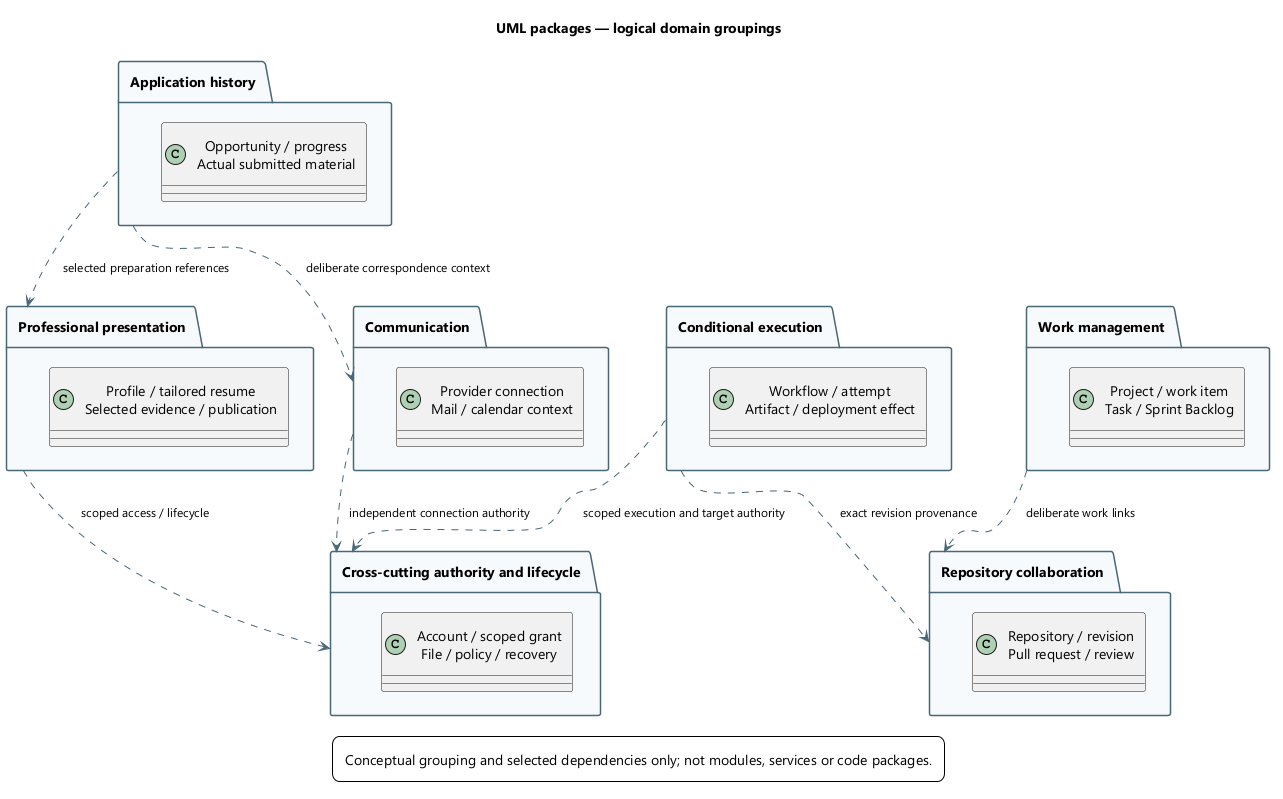 UML packages — logical domain groupings
Application history
C
Opportunity / progress
Actual submitted material
selected preparation references
deliberate correspondence context
Professional presentation
C
Profile / tailored resume
Selected evidence / publication
Communication
C
Provider connection
Mail / calendar context
Conditional execution
C
Workflow / attempt
Artifact / deployment effect
Work management
C
Project / work item
Task / Sprint Backlog
scoped access / lifecycle
independent connection authority
scoped execution and target authority
exact revision provenance
deliberate work links
Cross-cutting authority and lifecycle
C
Account / scoped grant
File / policy / recovery
Repository collaboration
C
Repository / revision
Pull request / review
Conceptual grouping and selected dependencies only; not modules, services or code packages.